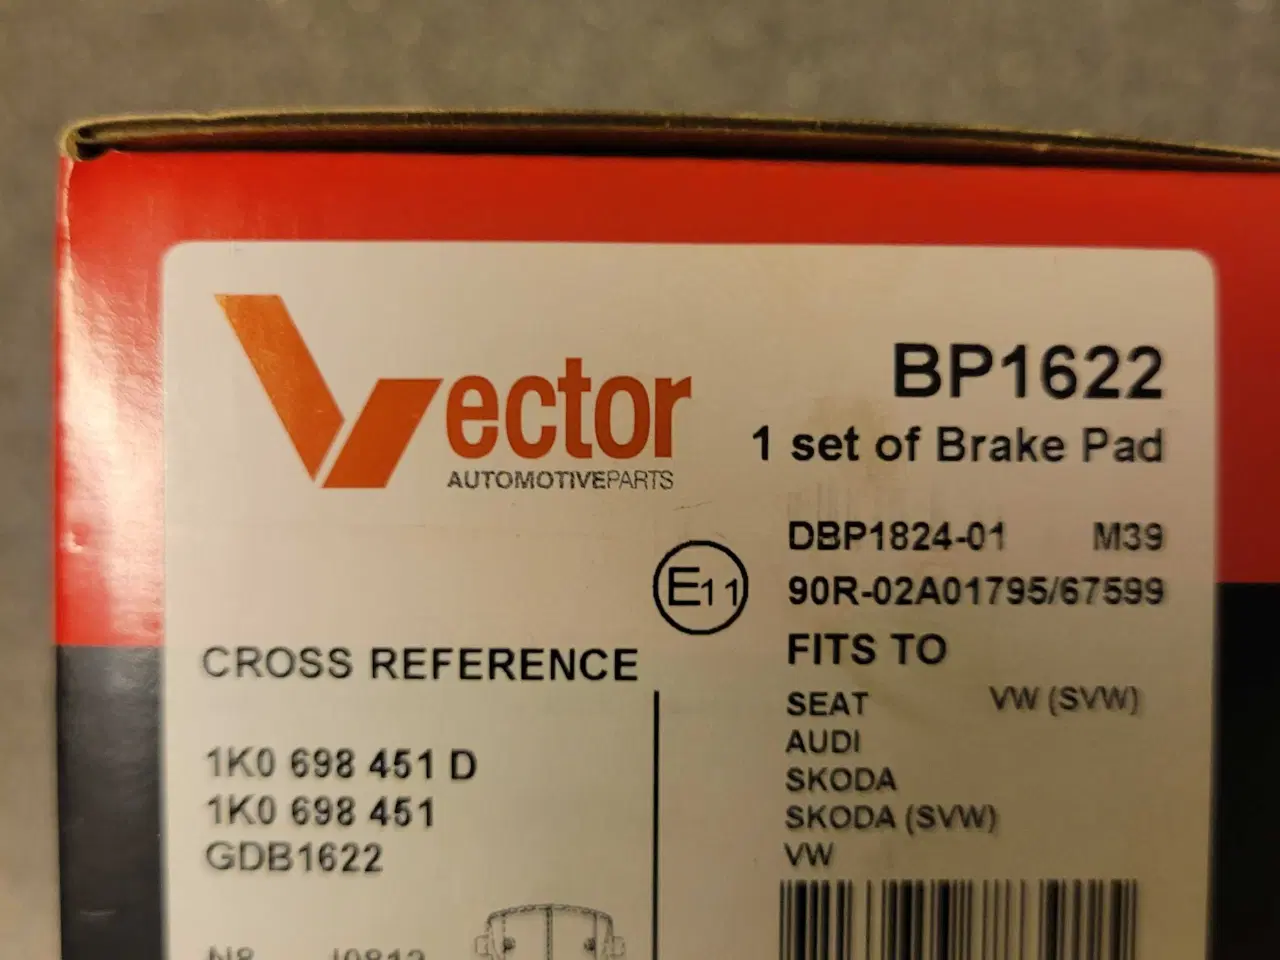 Vector
AUTOMOTIVEPARTS
BP1622
1 set of Brake Pad
DBP1824-01 M39
E11 90R-02A01795/67599
FITS TO
SEAT VW (SVW)
AUDI
SKODA
SKODA (SVW)
VW
CROSS REFERENCE
1K0 698 451 D
1K0 698 451
GDB1622